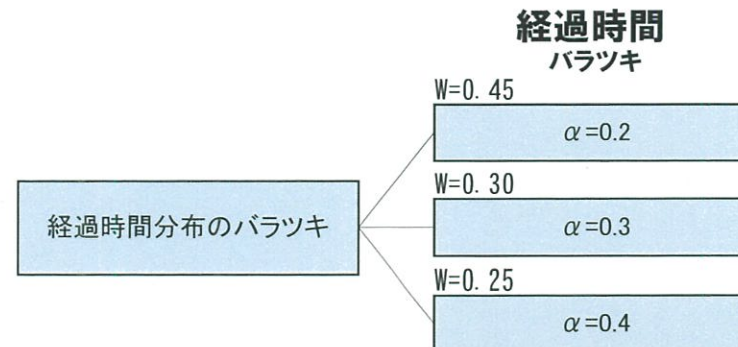 経過時間
バラツキ
W=0. 45
α=0.2
W=0. 30
経過時間分布のバラツキ
α=0.3
W=0. 25
α=0.4